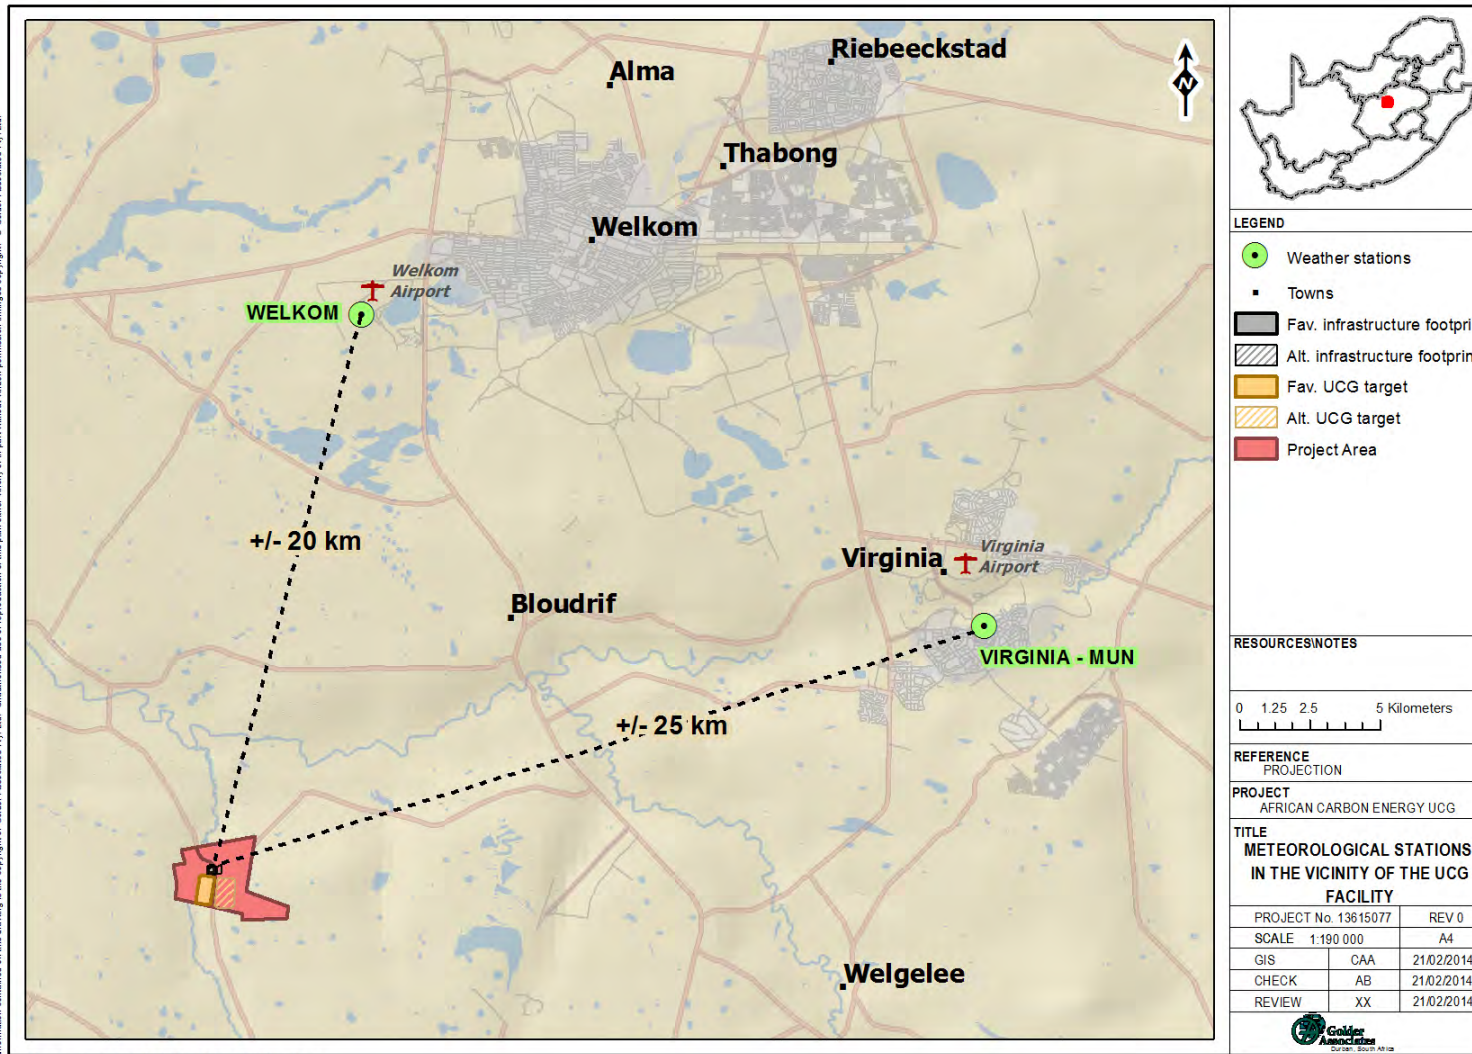 Riebeeckstad
Alma
Thabong
Welkom
Welkom
Airport
WELKOM
+/- 20 km
Virginia
Airport
Virginia
Bloudrif
VIRGINIA - MUN
+/- 25 km
Welgelee
N
LEGEND
Weather stations
Towns
Fav. infrastructure footpri
Alt. infrastructure footprin
Fav. UCG target
Alt. UCG target
Project Area
RESOURCES\NOTES
0 1.25 2.5 5 Kilometers
REFERENCE
PROJECTION
PROJECT
AFRICAN CARBON ENERGY UCG
TITLE
METEOROLOGICAL STATIONS
IN THE VICINITY OF THE UCG
FACILITY
PROJECT No. 13615077 REV 0
SCALE 1:190 000 A4
GIS CAA 21/02/2014
CHECK AB 21/02/2014
REVIEW XX 21/02/2014
Golder
Associates
Durban, South Africa